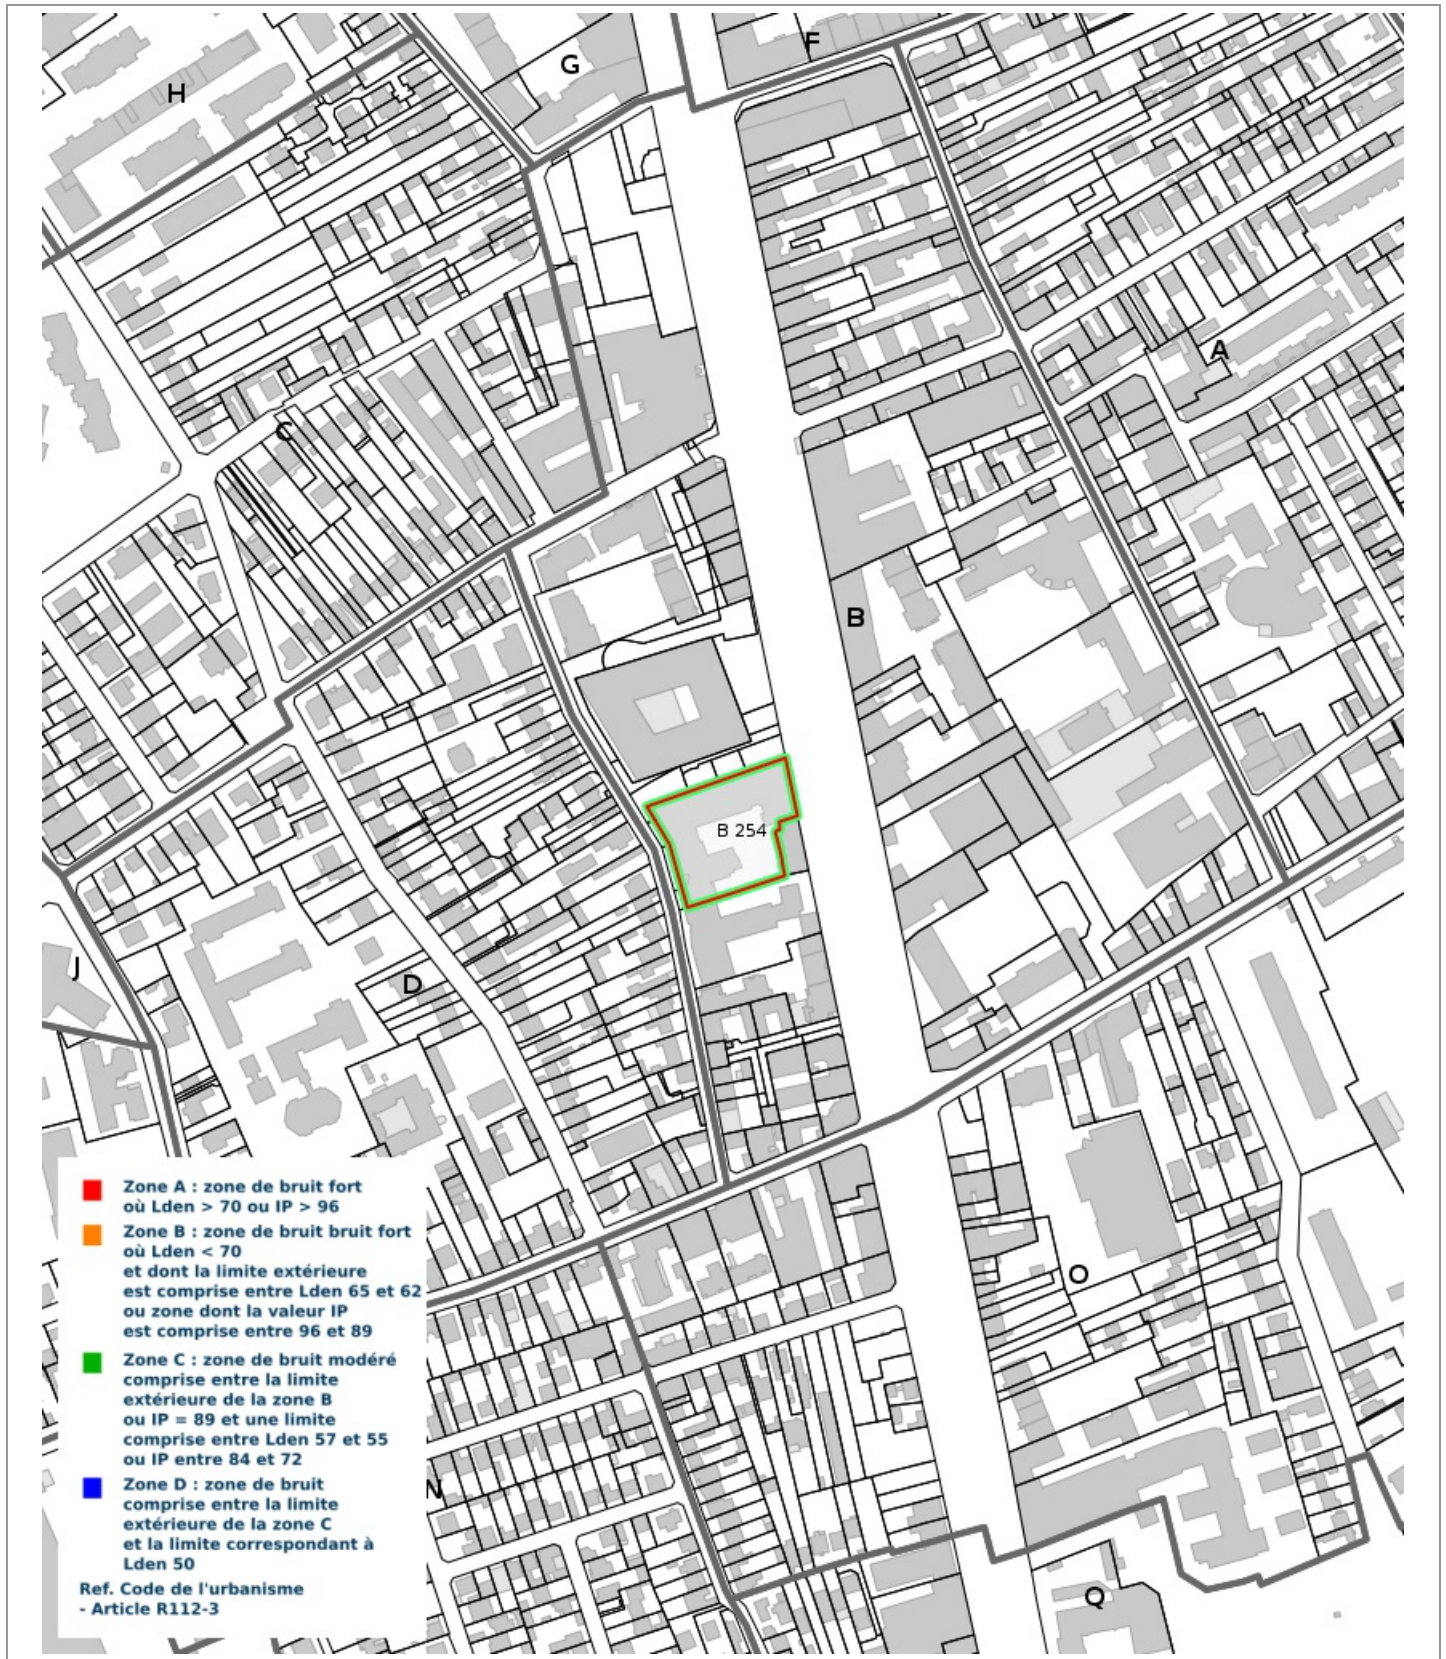 F
G
H
A
C
B
B 254
J
D
Zone A : zone de bruit fort
où Lden > 70 ou IP > 96
Zone B : zone de bruit bruit fort
où Lden < 70
et dont la limite extérieure
est comprise entre Lden 65 et 62
ou zone dont la valeur IP
est comprise entre 96 et 89
Zone C : zone de bruit modéré
comprise entre la limite
extérieure de la zone B
ou IP = 89 et une limite
comprise entre Lden 57 et 55
ou IP entre 84 et 72
Zone D : zone de bruit
comprise entre la limite
extérieure de la zone C
et la limite correspondant à
Lden 50
Ref. Code de l'urbanisme
- Article R112-3
O
N
Q